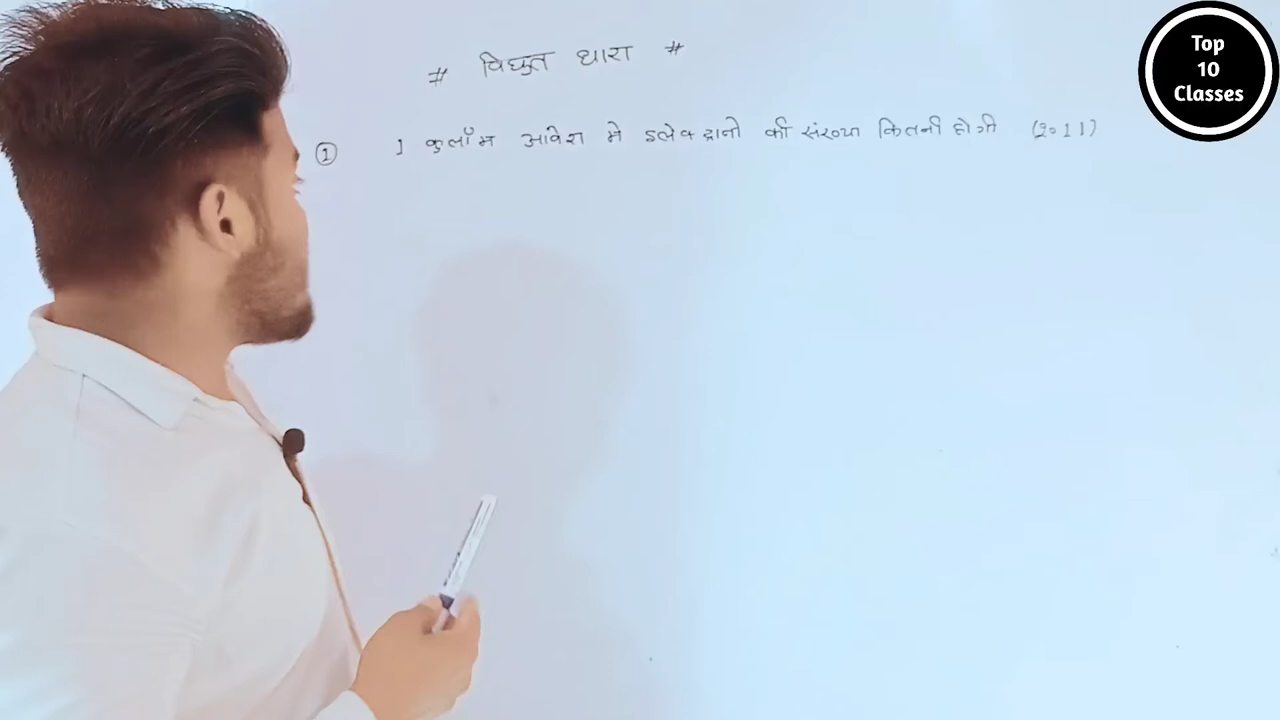 # विघुत धारा #
① 1 कुलॉम आवेश मे इलेक्ट्रानो की संख्या कितनी होगी (2011)
Top
10
Classes